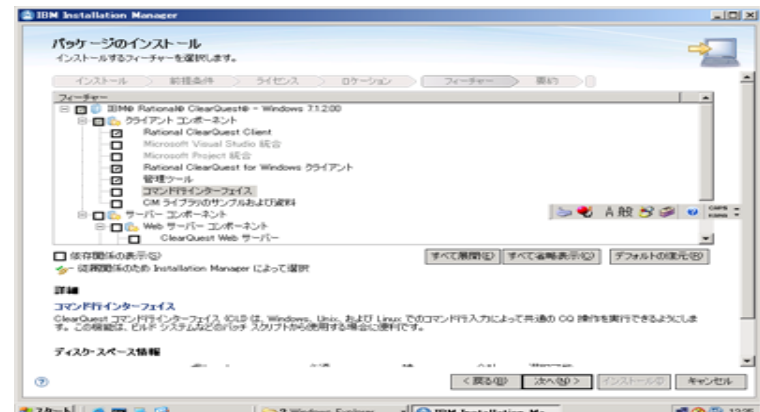 IBM Installation Manager
パッケージのインストール
インストールするフィーチャーを選択します。
インストール 前提条件 ライセンス ロケーション フィーチャー 要約
フィーチャー
IBM® Rational® ClearQuest® - Windows 7.1.2.00
クライアント コンポーネント
Rational ClearQuest Client
Microsoft Visual Studio 統合
Microsoft Project 統合
Rational ClearQuest for Windows クライアント
管理ツール
コマンド行インターフェイス
CM ライブラリのサンプルおよび資料
サーバー コンポーネント
Web サーバー コンポーネント
ClearQuest Web サーバー
A 般 CAPS KANA
依存関係の表示(S) すべて展開(E) すべて省略表示(C) デフォルトの復元(R)
- 依存関係のため Installation Manager によって選択
詳細
コマンド行インターフェイス
ClearQuest コマンド行インターフェイス (CLI) は、Windows、Unix、および Linux でのコマンド行入力によって共通の CQ 操作を実行できるようにしま
す。この機能は、ビルド システムなどのバッチ スクリプトから使用する場合に便利です。
ディスク・スペース情報
< 戻る(B) 次へ(N) > インストール(I) キャンセル
スタート 2 Windows Explorer IBM Installation Ma...